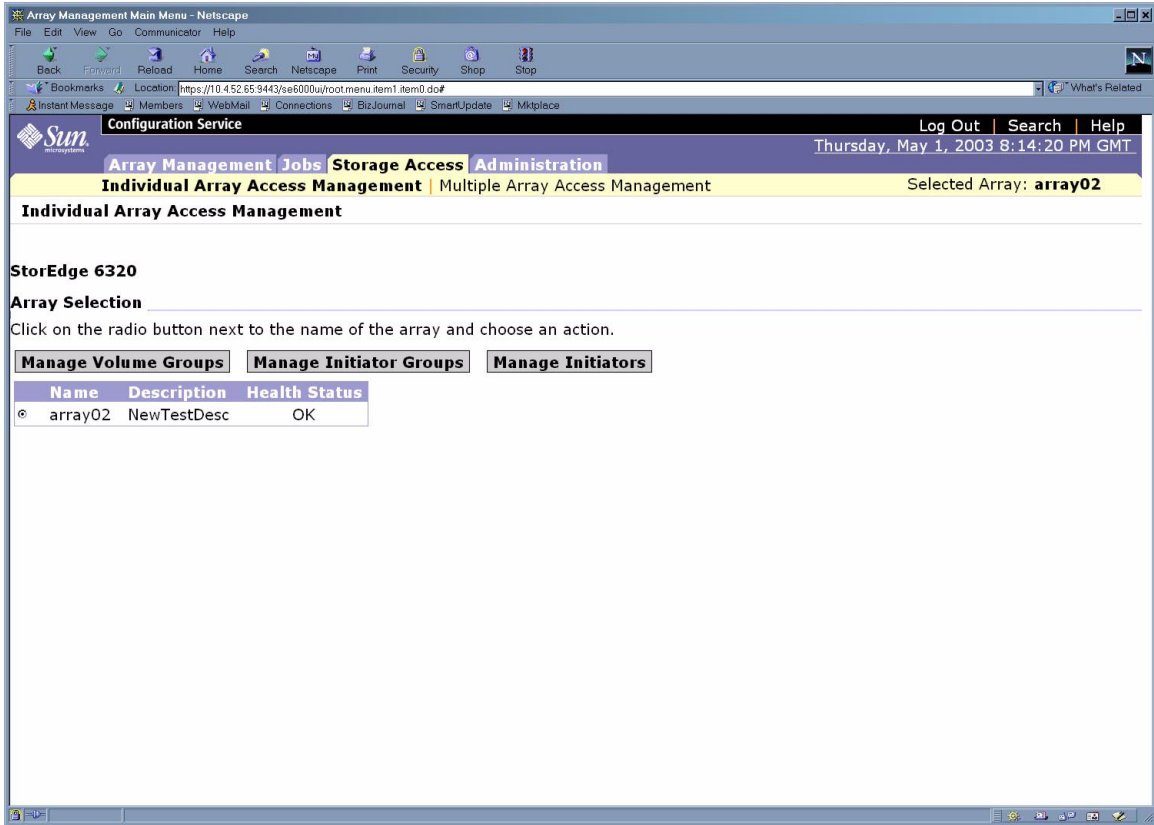 Array Management Main Menu - Netscape
File Edit View Go Communicator Help
Back Forward Reload Home Search Netscape Print Security Shop Stop
My
N
Bookmarks Location: https://10.4.52.65:9443/se6000ui/root.menu.item1.item0.do# What's Related
Instant Message Members WebMail Connections BizJournal SmartUpdate Mktplace
Sun microsystems
Configuration Service
Log Out | Search | Help
Thursday, May 1, 2003 8:14:20 PM GMT
Array Management Jobs Storage Access Administration
Individual Array Access Management | Multiple Array Access Management Selected Array: array02
Individual Array Access Management
StorEdge 6320
Array Selection
Click on the radio button next to the name of the array and choose an action.
Manage Volume Groups Manage Initiator Groups Manage Initiators
Name Description Health Status
array02 NewTestDesc OK